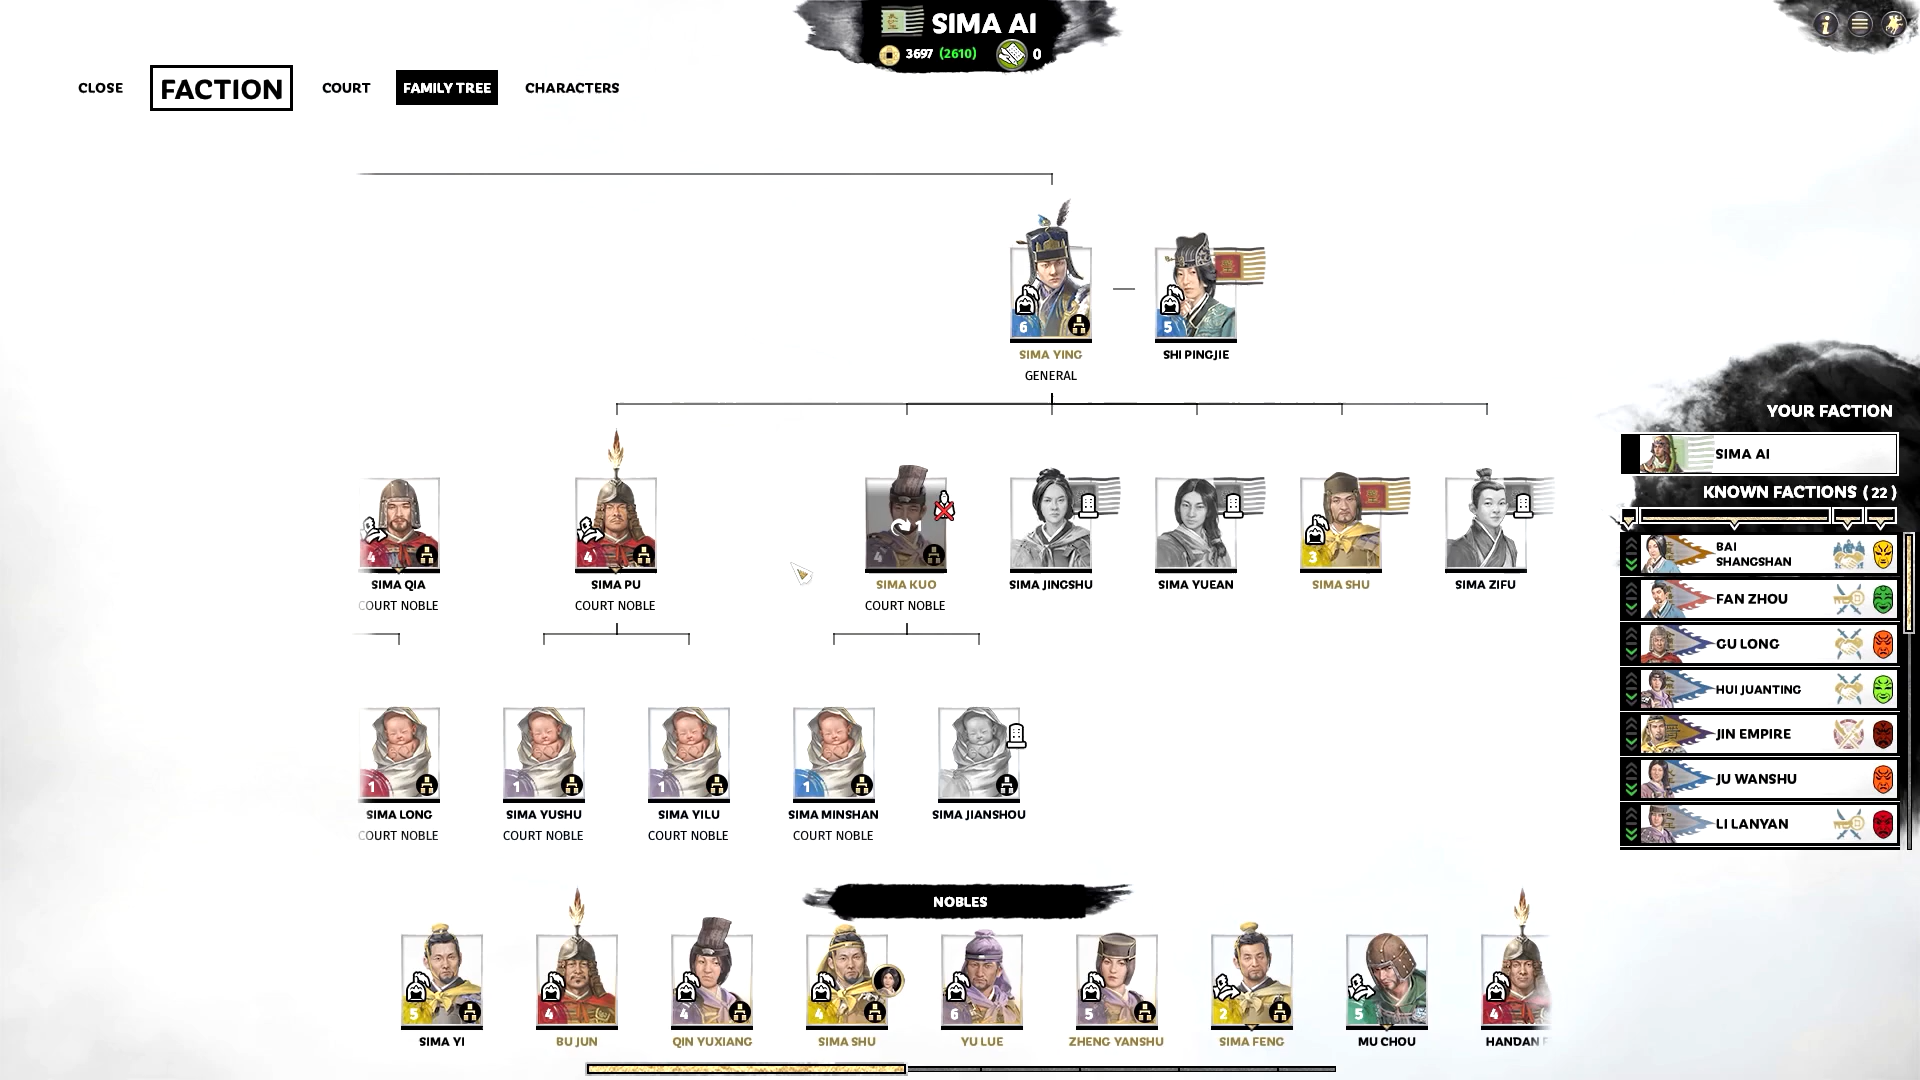 SIMA AI
3697 (2610) 0
CLOSE FACTION COURT FAMILY TREE CHARACTERS
6 5
SIMA YING SHI PINGJIE
GENERAL
4 4 4 1 3
SIMA QIA SIMA PU SIMA KUO SIMA JINGSHU SIMA YUEAN SIMA SHU SIMA ZIFU
COURT NOBLE COURT NOBLE COURT NOBLE
1 1 1 1
SIMA LONG SIMA YUSHU SIMA YILU SIMA MINSHAN SIMA JIANSHOU
COURT NOBLE COURT NOBLE COURT NOBLE COURT NOBLE
NOBLES
5 4 4 4 6 5 2 5 4
SIMA YI BU JUN QIN YUXIANG SIMA SHU YU LUE ZHENG YANSHU SIMA FENG MU CHOU HANDAN
YOUR FACTION
SIMA AI
KNOWN FACTIONS (22)
BAI
SHANGSHAN
FAN ZHOU
GU LONG
HUI JUANTING
JIN EMPIRE
JU WANSHU
LI LANYAN